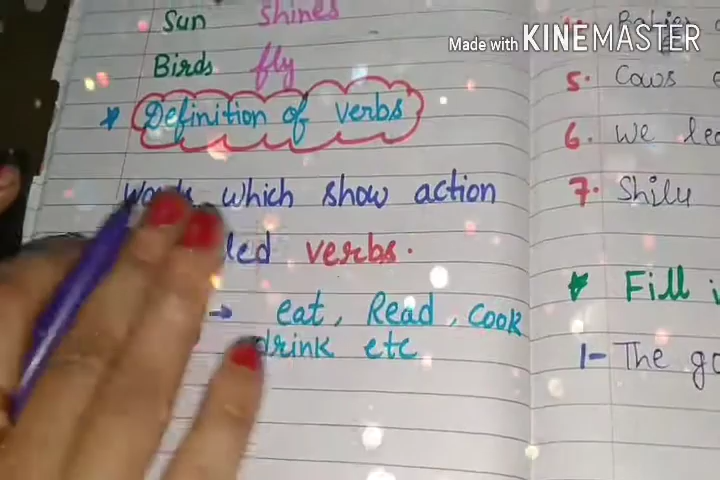 Sun shines
Birds fly
Definition of verbs
Words which show action
led verbs.
→ eat, Read, Cook
drink etc
Made with KINEMASTER
5. Cows
6. We
7. Shilu
Fill
1- The